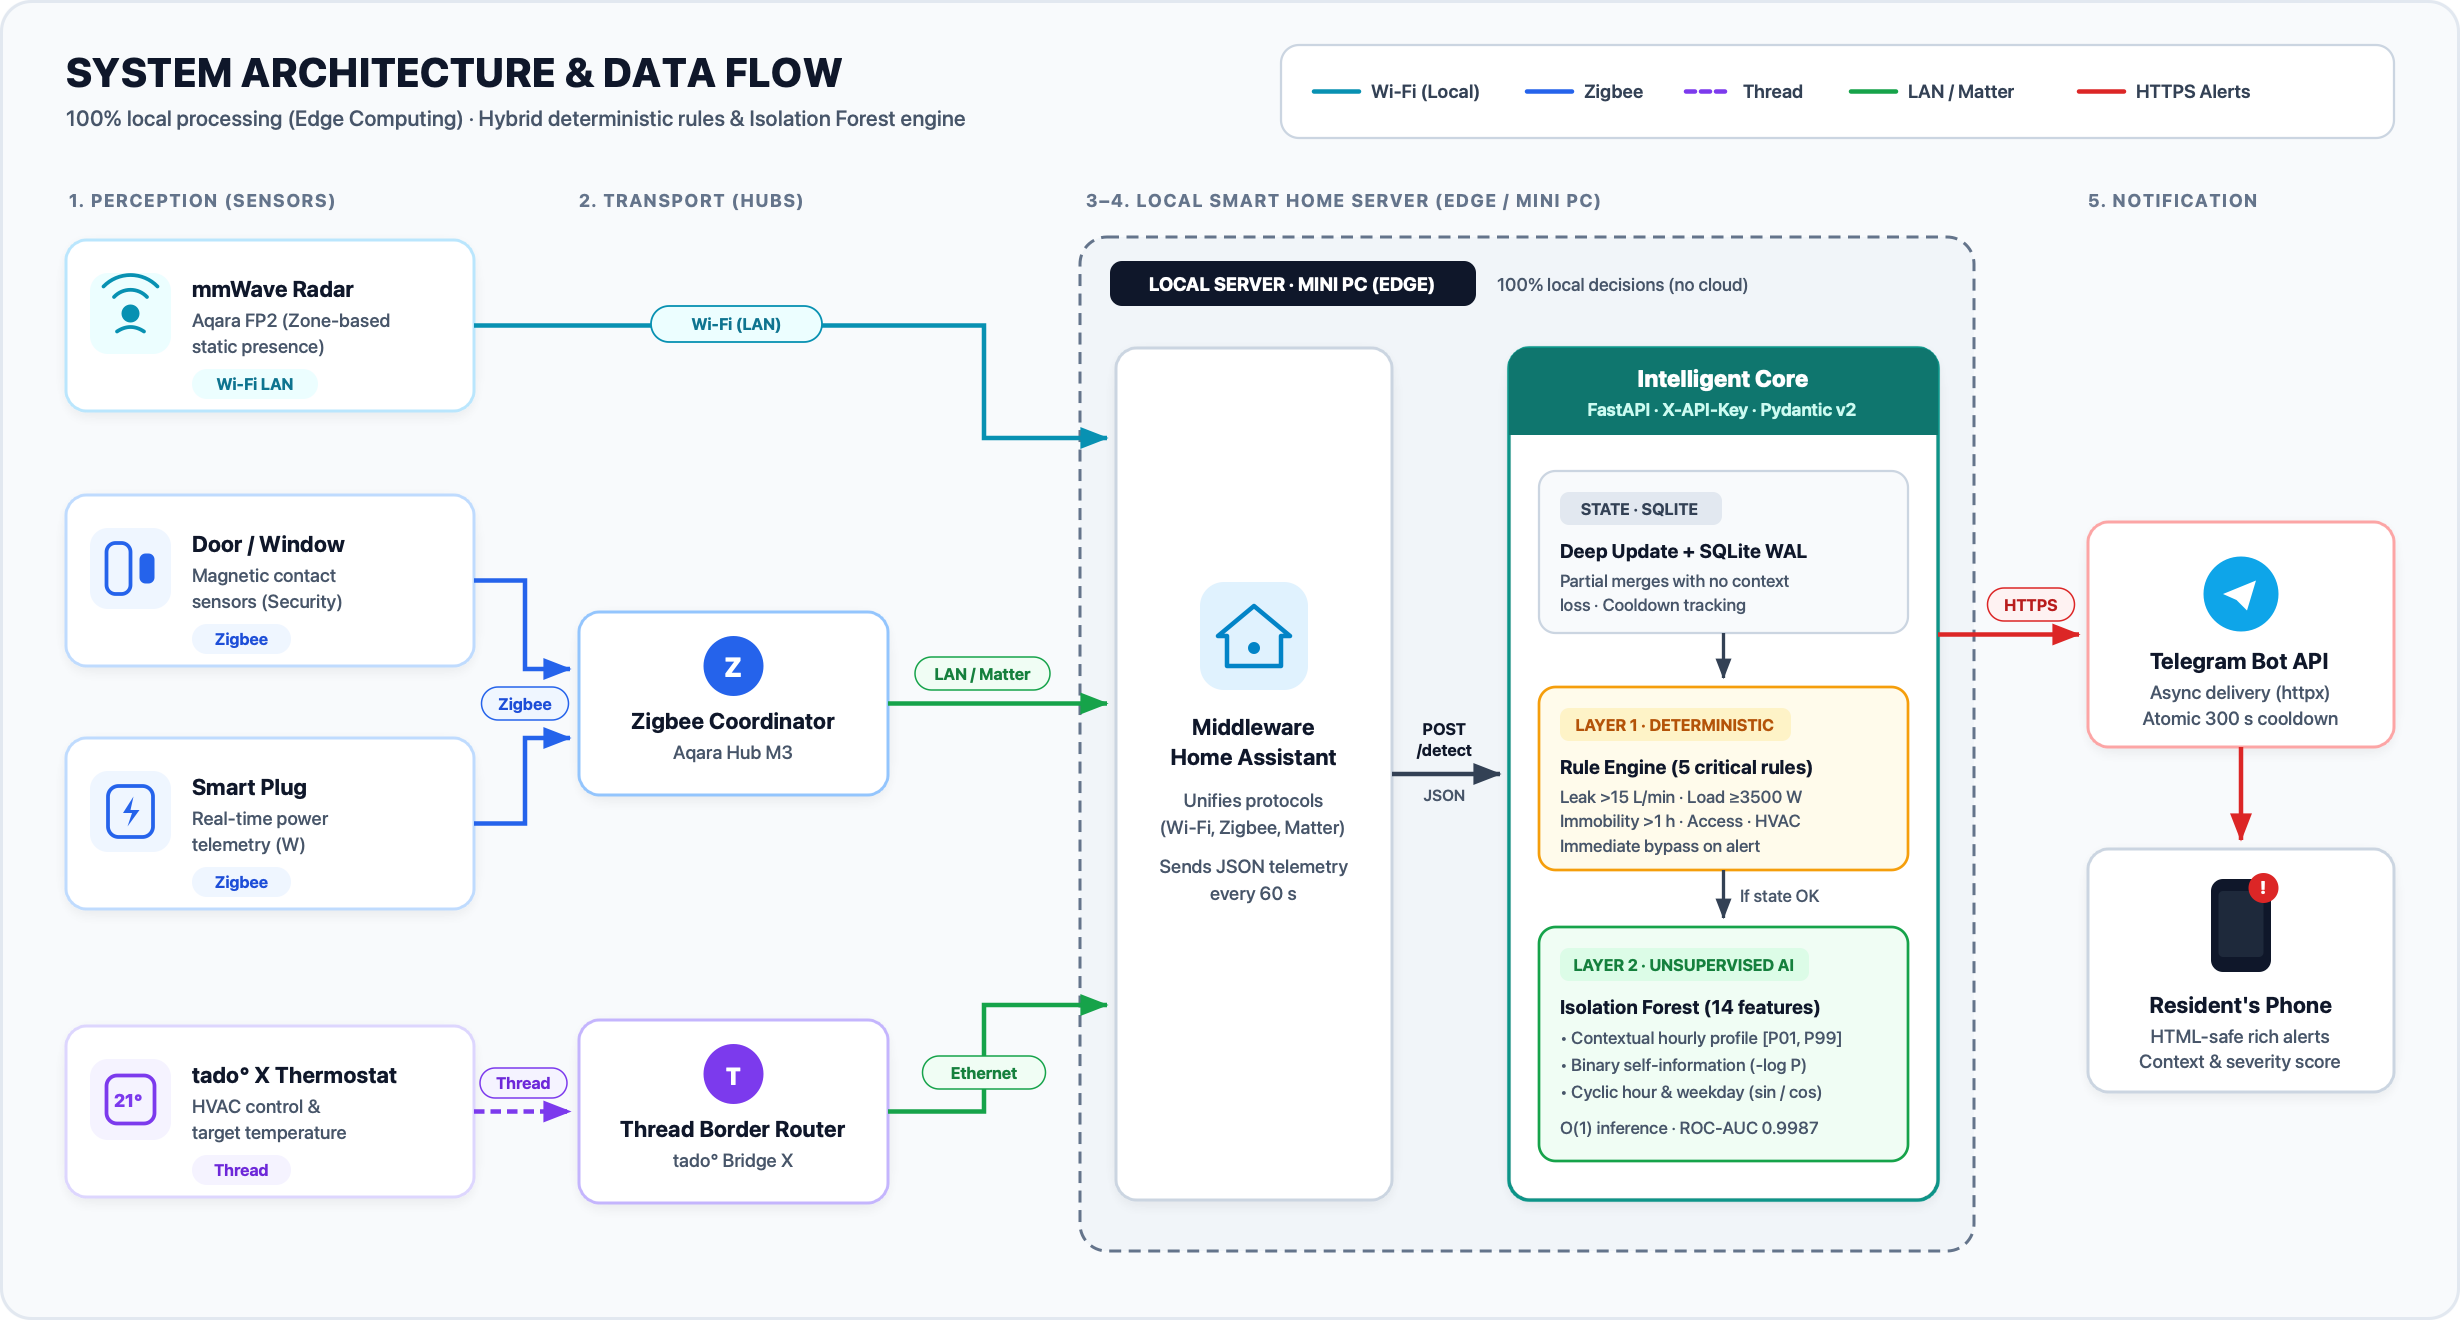 SYSTEM ARCHITECTURE & DATA FLOW
100% local processing (Edge Computing) · Hybrid deterministic rules & Isolation Forest engine
Wi-Fi (Local)
Zigbee
Thread
LAN / Matter
HTTPS Alerts
1. PERCEPTION (SENSORS)
2. TRANSPORT (HUBS)
3–4. LOCAL SMART HOME SERVER (EDGE / MINI PC)
5. NOTIFICATION
mmWave Radar
Aqara FP2 (Zone-based
static presence)
Wi-Fi LAN
Wi-Fi (LAN)
Door / Window
Magnetic contact
sensors (Security)
Zigbee
Smart Plug
Real-time power
telemetry (W)
Zigbee
21°
tado° X Thermostat
HVAC control &
target temperature
Thread
Zigbee
Z
Zigbee Coordinator
Aqara Hub M3
LAN / Matter
Thread
T
Thread Border Router
tado° Bridge X
Ethernet
LOCAL SERVER · MINI PC (EDGE)
100% local decisions (no cloud)
Middleware
Home Assistant
Unifies protocols
(Wi-Fi, Zigbee, Matter)
Sends JSON telemetry
every 60 s
POST
/detect
JSON
Intelligent Core
FastAPI · X-API-Key · Pydantic v2
STATE · SQLITE
Deep Update + SQLite WAL
Partial merges with no context
loss · Cooldown tracking
LAYER 1 · DETERMINISTIC
Rule Engine (5 critical rules)
Leak >15 L/min · Load ≥3500 W
Immobility >1 h · Access · HVAC
Immediate bypass on alert
If state OK
LAYER 2 · UNSUPERVISED AI
Isolation Forest (14 features)
• Contextual hourly profile [P01, P99]
• Binary self-information (-log P)
• Cyclic hour & weekday (sin / cos)
O(1) inference · ROC-AUC 0.9987
HTTPS
Telegram Bot API
Async delivery (httpx)
Atomic 300 s cooldown
!
Resident's Phone
HTML-safe rich alerts
Context & severity score